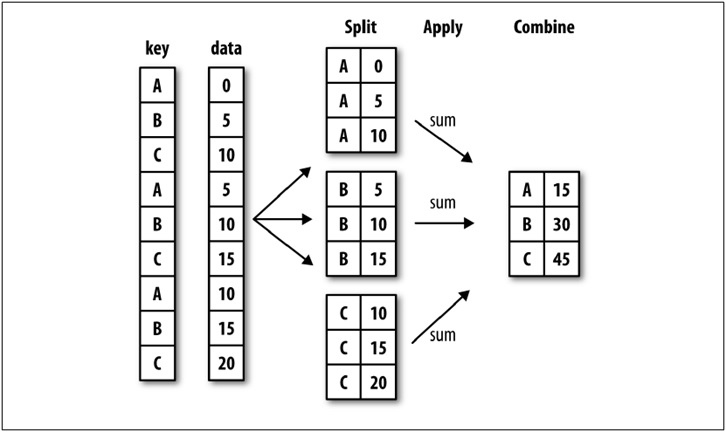 Split Apply Combine
key data
A 0
B 5
C 10
A 5
B 10
C 15
A 10
B 15
C 20
A 0
A 5
A 10
B 5
B 10
B 15
C 10
C 15
C 20
sum
sum
sum
A 15
B 30
C 45